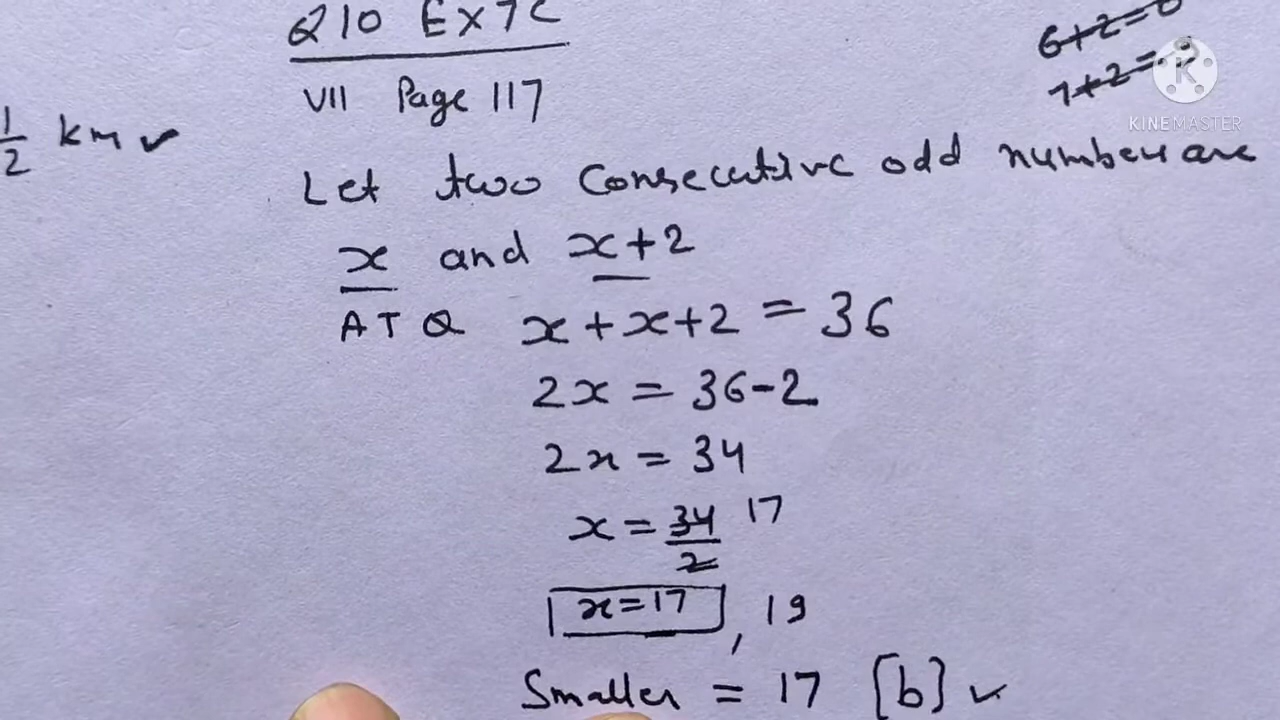 Q10 Ex 7C
VII Page 117
1/2 km ✓
6+2=8
7+2=9
KINEMASTER
Let two consecutive odd number are
x and x+2
ATQ x+x+2 = 36
2x = 36-2
2x = 34
x = 34/2 17
x=17, 19
Smaller = 17 [b] ✓